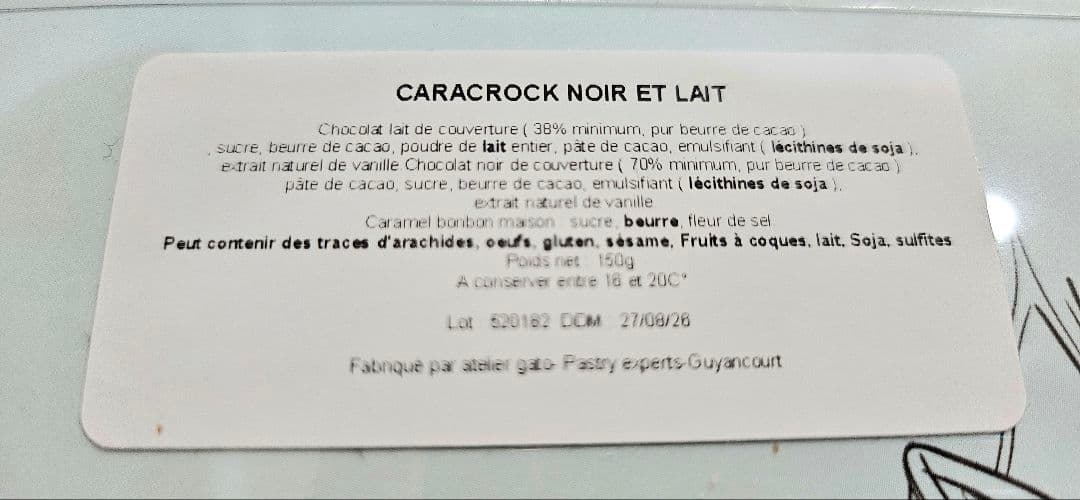 CARACROCK NOIR ET LAIT
Chocolat lait de couverture ( 38% minimum, pur beurre de cacao )
, sucre, beurre de cacao, poudre de lait entier, pâte de cacao, emulsifiant ( lécithines de soja ),
extrait naturel de vanille.Chocolat noir de couverture ( 70% minimum, pur beurre de cacao )
pâte de cacao, sucre, beurre de cacao, emulsifiant ( lécithines de soja ),
extrait naturel de vanille
Caramel bonbon maison sucre, beurre, fleur de sel
Peut contenir des traces d'arachides, oeufs, gluten, sésame, Fruits à coques, lait, Soja, sulfites
Poids net : 150g
A conserver entre 16 et 20C°
Lot 520182 DDM 27/08/26
Fabriqué par atelier gato- Pastry experts-Guyancourt